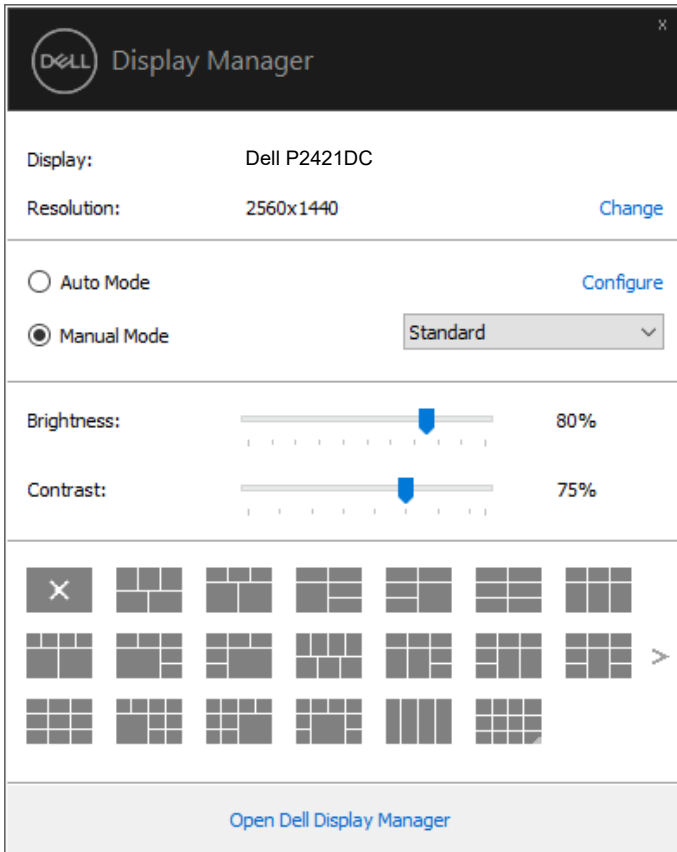 x
DELL Display Manager
Display: Dell P2421DC
Resolution: 2560x1440 Change
Auto Mode Configure
Manual Mode Standard
Brightness: 80%
Contrast: 75%
Open Dell Display Manager